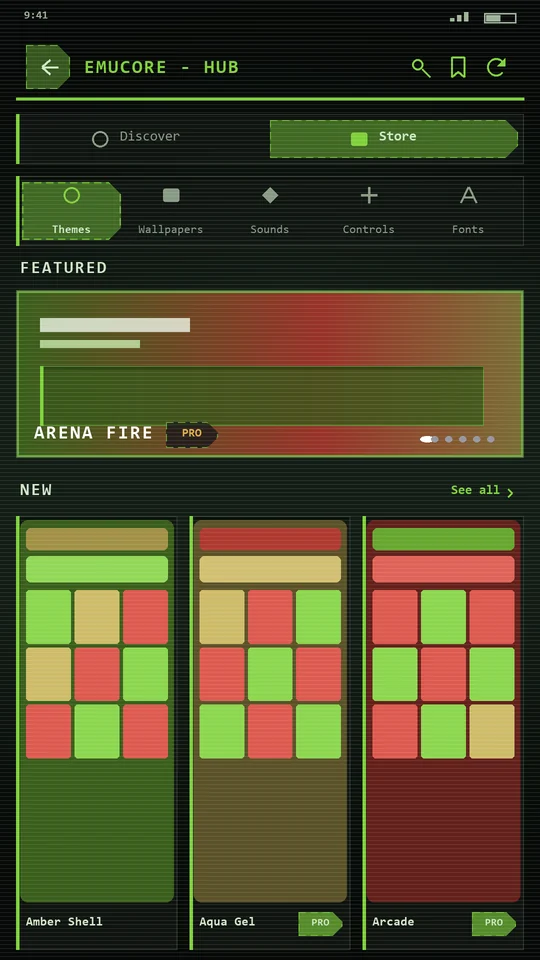 9:41
EMUCORE - HUB
Discover
Store
Themes
Wallpapers
Sounds
Controls
Fonts
FEATURED
ARENA FIRE
PRO
NEW
See all
Amber Shell
Aqua Gel
PRO
Arcade
PRO